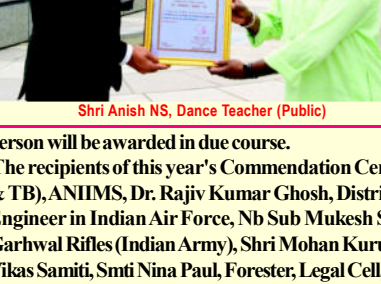 Shri Anish NS, Dance Teacher (Public)
erson will be awarded in due course.
The recipients of this year's Commendation Cer
& TB), ANIIMS, Dr. Rajiv Kumar Ghosh, Distri
Engineer in Indian Air Force, Nb Sub Mukesh S
Garhwal Rifles (Indian Army), Shri Mohan Kuru
Vikas Samiti, Smti Nina Paul, Forester, Legal Cell